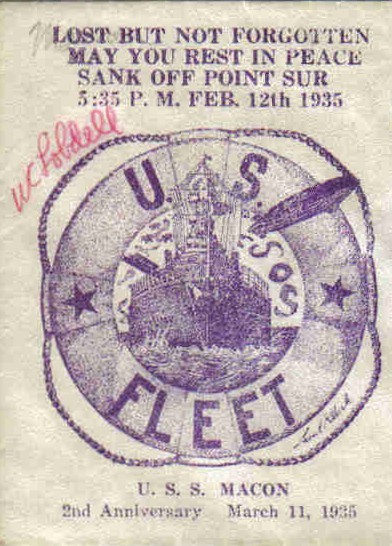 LOST BUT NOT FORGOTTEN
MAY YOU REST IN PEACE
SANK OFF POINT SUR
5:35 P. M. FEB. 12th 1935
U. S.
SOS
FLEET
U. S. S. MACON
2nd Anniversary March 11, 1935